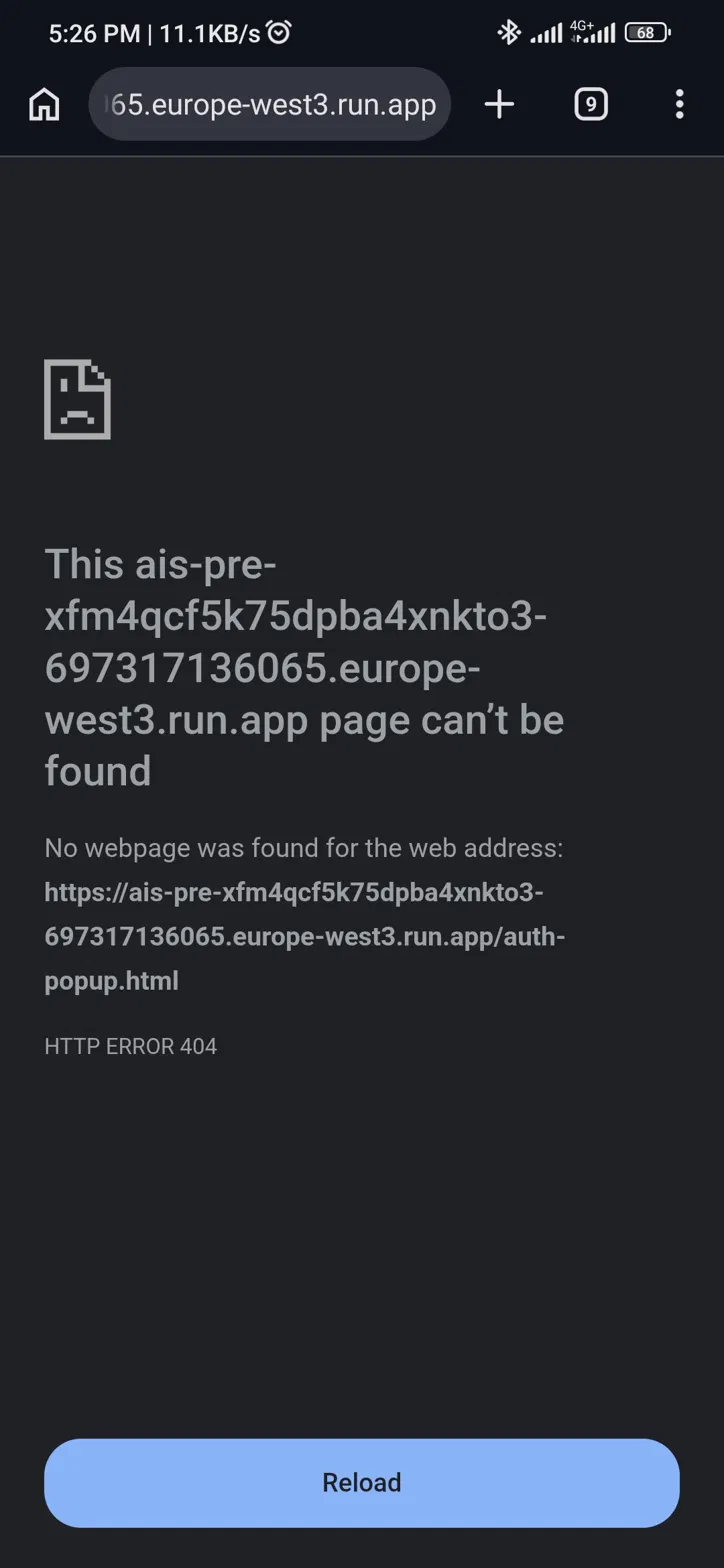 5:26 PM | 11.1KB/s
4G+
68
65.europe-west3.run.app
9
This ais-pre-
xfm4qcf5k75dpba4xnkto3-
697317136065.europe-
west3.run.app page can’t be
found
No webpage was found for the web address:
https://ais-pre-xfm4qcf5k75dpba4xnkto3-
697317136065.europe-west3.run.app/auth-
popup.html
HTTP ERROR 404
Reload